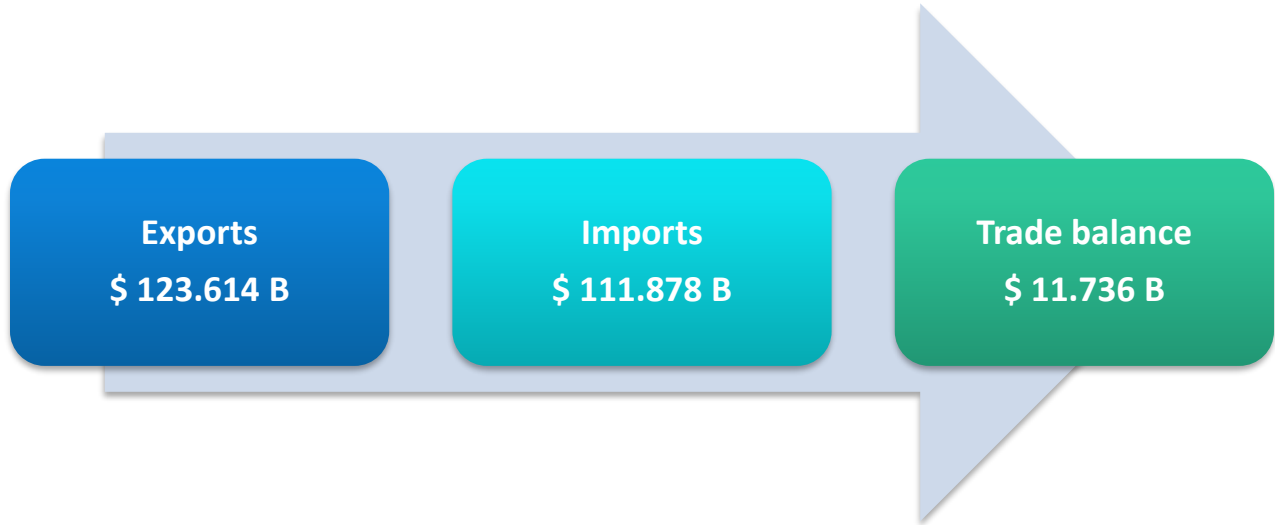 Exports
$ 123.614 B
Imports
$ 111.878 B
Trade balance
$ 11.736 B